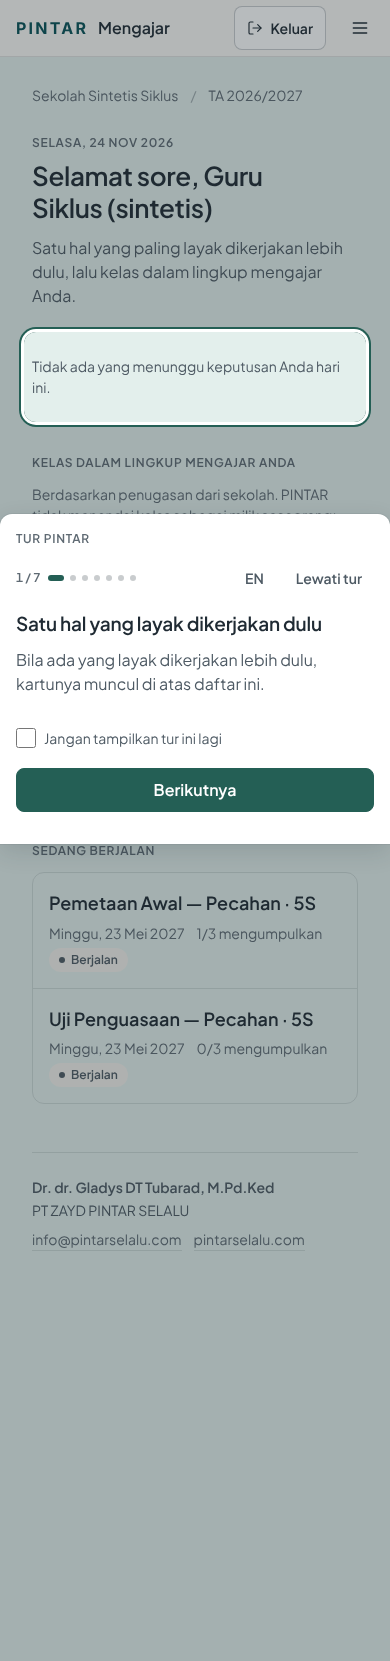 PINTAR Mengajar
Keluar
Sekolah Sintetis Siklus / TA 2026/2027
SELASA, 24 NOV 2026
Selamat sore, Guru
Siklus (sintetis)
Satu hal yang paling layak dikerjakan lebih
dulu, lalu kelas dalam lingkup mengajar
Anda.
Tidak ada yang menunggu keputusan Anda hari
ini.
KELAS DALAM LINGKUP MENGAJAR ANDA
Berdasarkan penugasan dari sekolah. PINTAR
TUR PINTAR
1/7
EN
Lewati tur
Satu hal yang layak dikerjakan dulu
Bila ada yang layak dikerjakan lebih dulu,
kartunya muncul di atas daftar ini.
Jangan tampilkan tur ini lagi
Berikutnya
SEDANG BERJALAN
Pemetaan Awal — Pecahan · 5S
Minggu, 23 Mei 2027 1/3 mengumpulkan
Berjalan
Uji Penguasaan — Pecahan · 5S
Minggu, 23 Mei 2027 0/3 mengumpulkan
Berjalan
Dr. dr. Gladys DT Tubarad, M.Pd.Ked
PT ZAYD PINTAR SELALU
info@pintarselalu.com pintarselalu.com